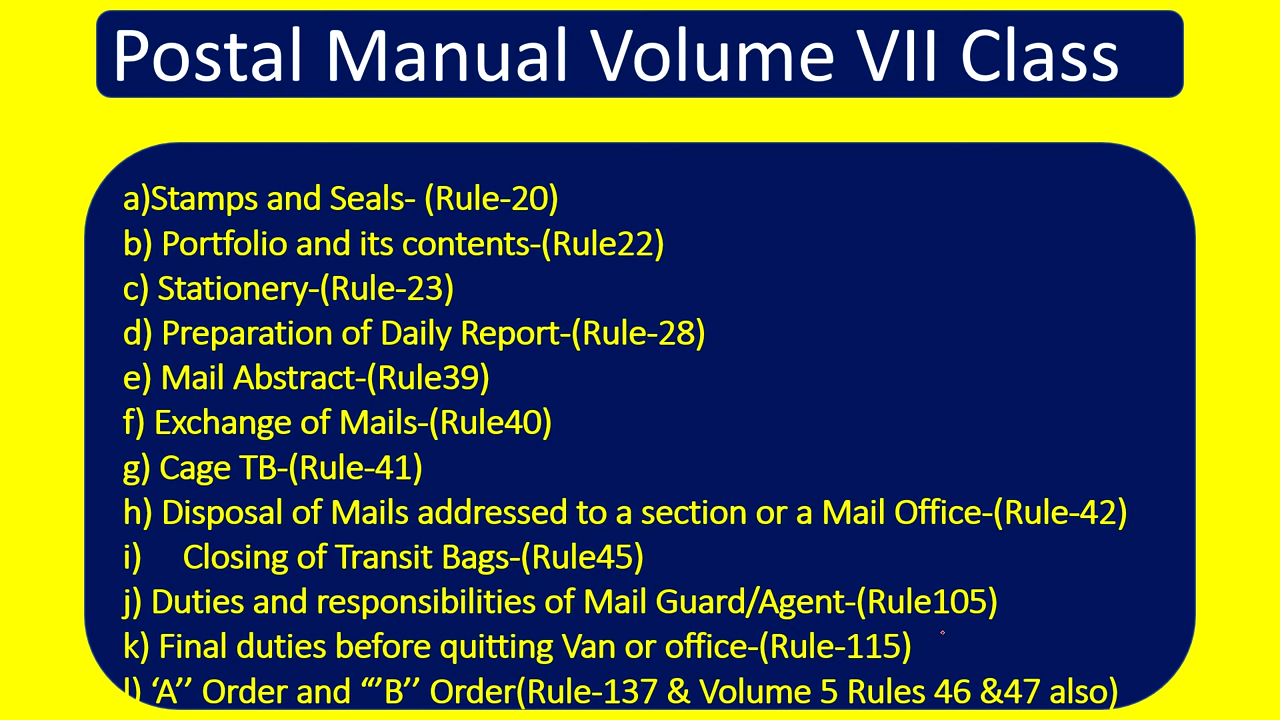 Postal Manual Volume VII Class
a)Stamps and Seals- (Rule-20)
b) Portfolio and its contents-(Rule22)
c) Stationery-(Rule-23)
d) Preparation of Daily Report-(Rule-28)
e) Mail Abstract-(Rule39)
f) Exchange of Mails-(Rule40)
g) Cage TB-(Rule-41)
h) Disposal of Mails addressed to a section or a Mail Office-(Rule-42)
i) Closing of Transit Bags-(Rule45)
j) Duties and responsibilities of Mail Guard/Agent-(Rule105)
k) Final duties before quitting Van or office-(Rule-115)
l) ‘A’’ Order and “’B’’ Order(Rule-137 & Volume 5 Rules 46 &47 also)